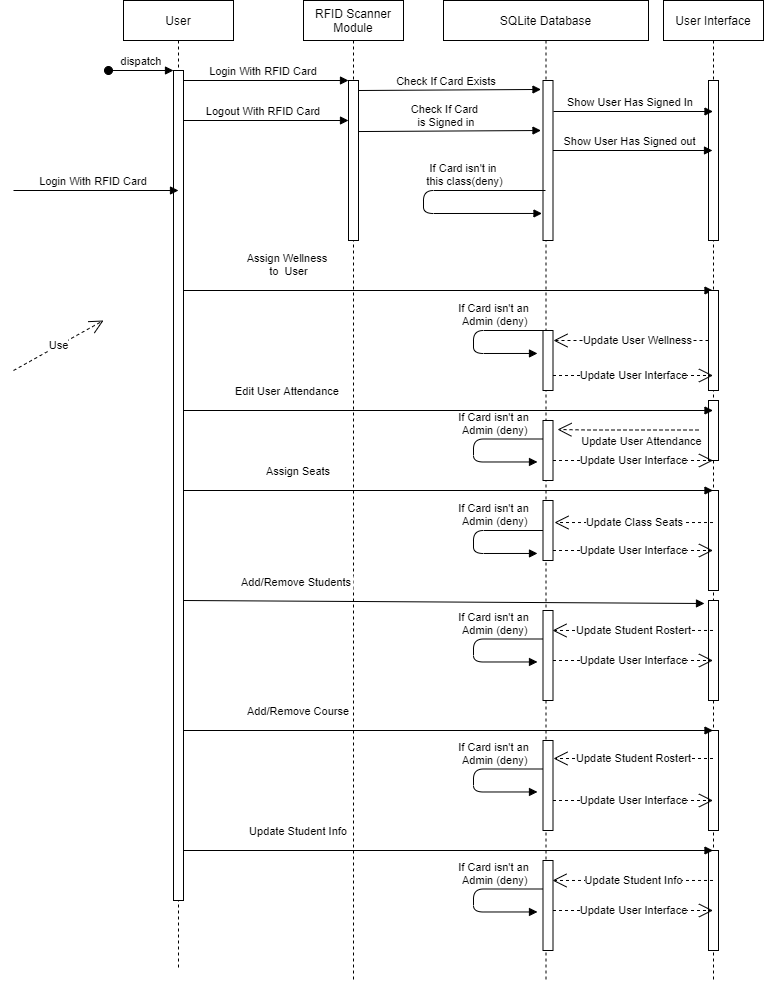 User
RFID Scanner
Module
SQLite Database
User Interface
dispatch
Login With RFID Card
Check If Card Exists
Show User Has Signed In
Logout With RFID Card
Check If Card
is Signed in
Show User Has Signed out
If Card isn't in
this class(deny)
Login With RFID Card
Assign Wellness
to User
If Card isn't an
Admin (deny)
Update User Wellness
Use
Update User Interface
Edit User Attendance
If Card isn't an
Admin (deny)
Update User Attendance
Update User Interface
Assign Seats
If Card isn't an
Admin (deny)
Update Class Seats
Update User Interface
Add/Remove Students
If Card isn't an
Admin (deny)
Update Student Rostert
Update User Interface
Add/Remove Course
If Card isn't an
Admin (deny)
Update Student Rostert
Update User Interface
Update Student Info
If Card isn't an
Admin (deny)
Update Student Info
Update User Interface